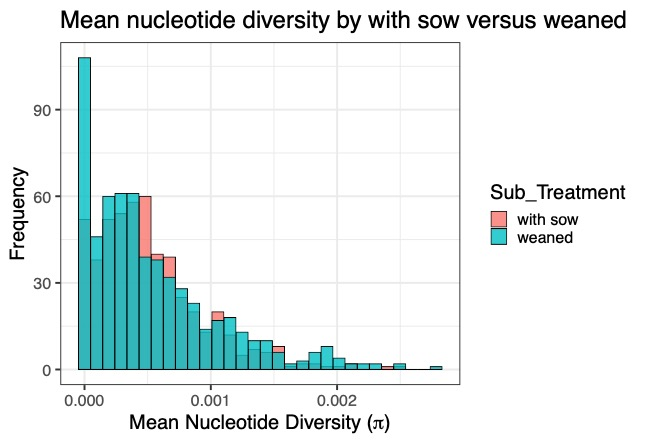 Mean nucleotide diversity by with sow versus weaned
Frequency
90
60
30
0
0.000 0.001 0.002
Mean Nucleotide Diversity (π)
Sub_Treatment
with sow
weaned